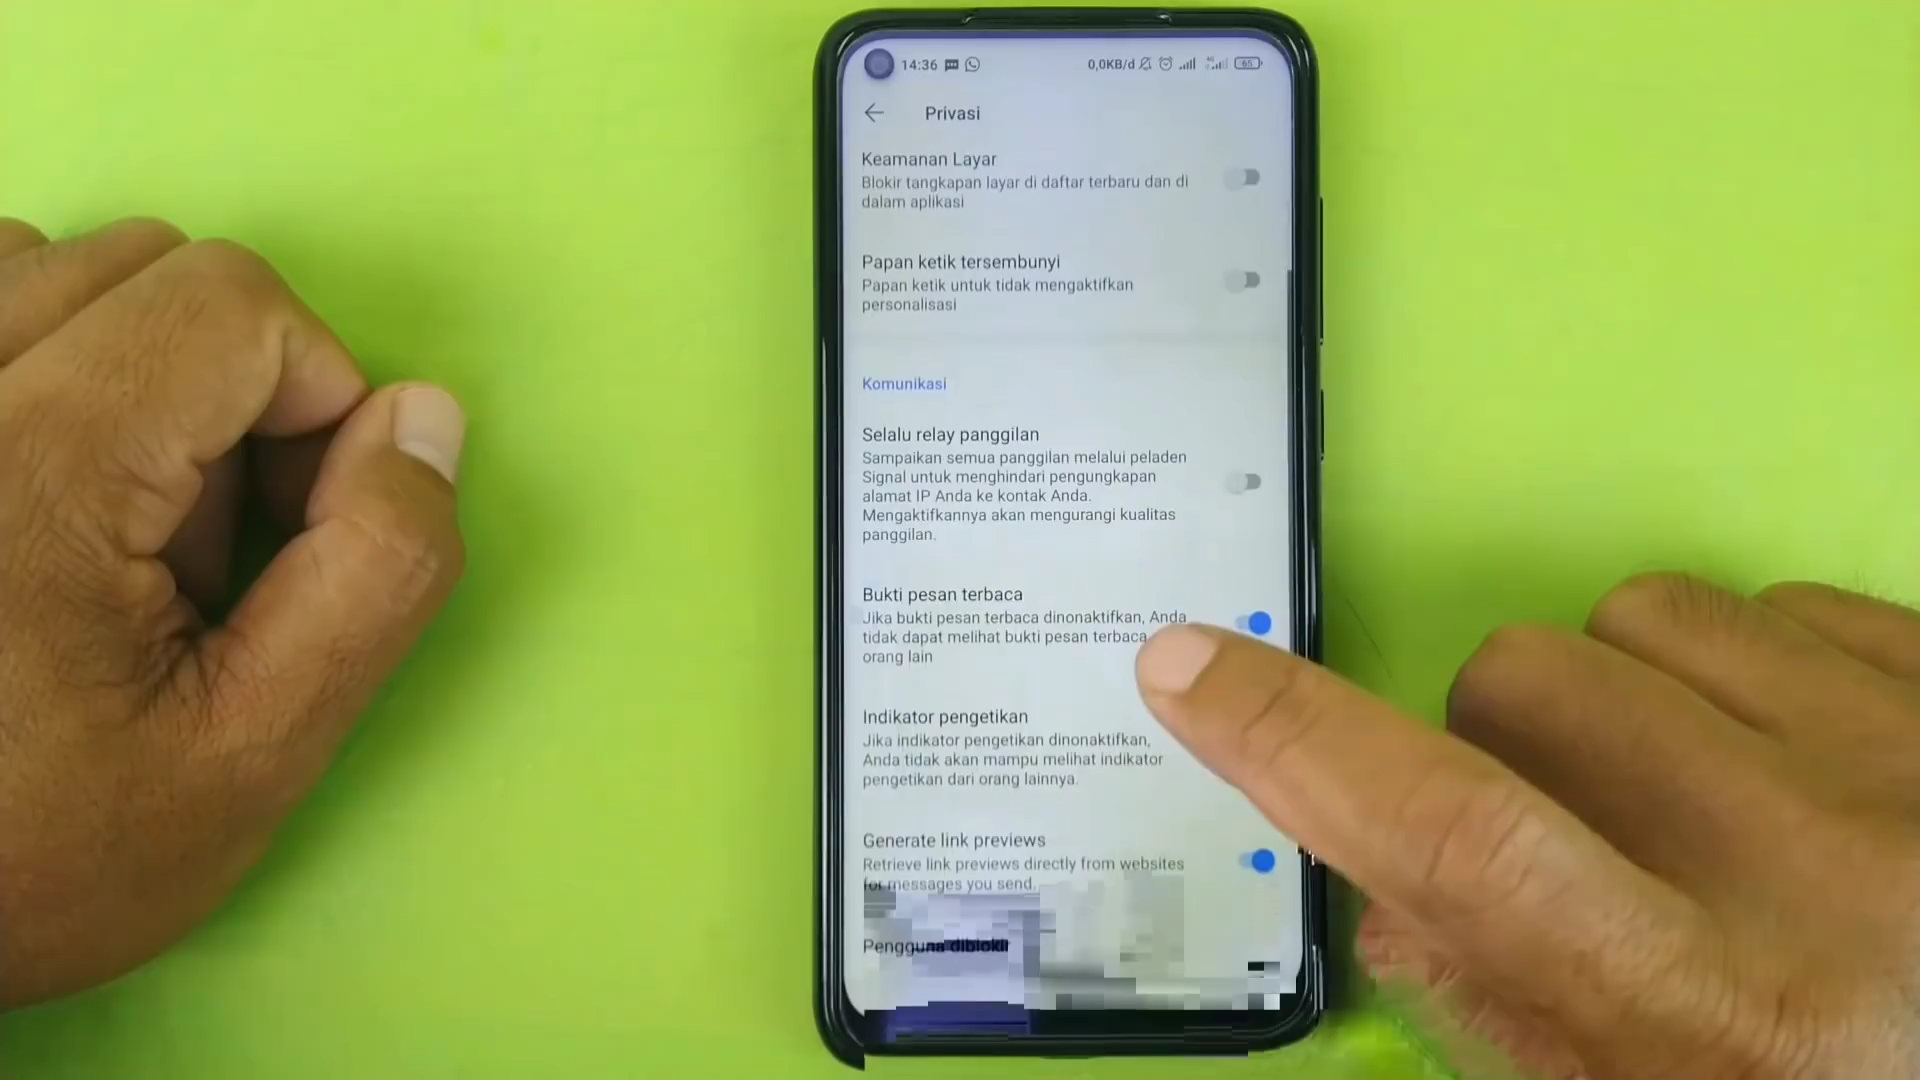 14:36
0,0KB/d
65
Privasi
Keamanan Layar
Blokir tangkapan layar di daftar terbaru dan di
dalam aplikasi
Papan ketik tersembunyi
Papan ketik untuk tidak mengaktifkan
personalisasi
Komunikasi
Selalu relay panggilan
Sampaikan semua panggilan melalui peladen
Signal untuk menghindari pengungkapan
alamat IP Anda ke kontak Anda.
Mengaktifkannya akan mengurangi kualitas
panggilan.
Bukti pesan terbaca
Jika bukti pesan terbaca dinonaktifkan, Anda
tidak dapat melihat bukti pesan terbaca
orang lain
Indikator pengetikan
Jika indikator pengetikan dinonaktifkan,
Anda tidak akan mampu melihat indikator
pengetikan dari orang lainnya.
Generate link previews
Retrieve link previews directly from websites
for messages you send.
Pengguna diblokir